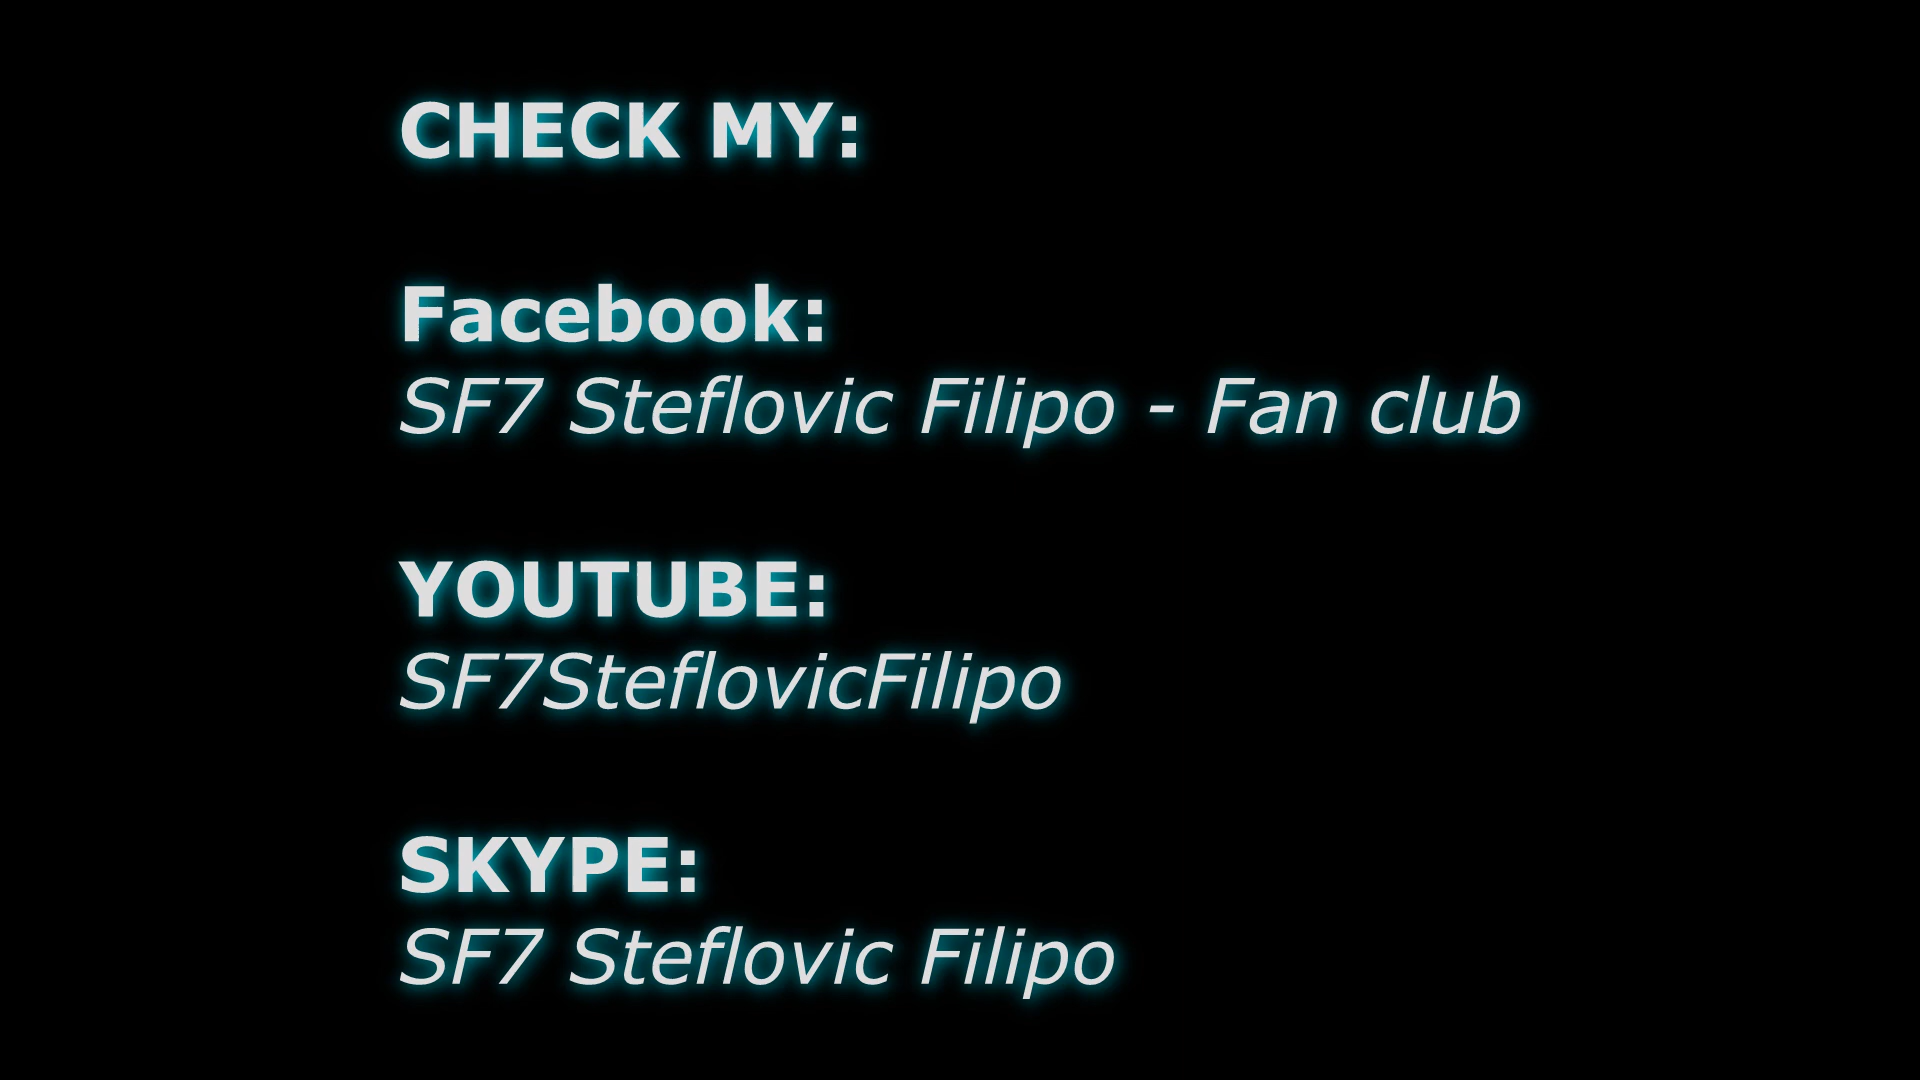 CHECK MY:
Facebook:
SF7 Steflovic Filipo - Fan club
YOUTUBE:
SF7SteflovicFilipo
SKYPE:
SF7 Steflovic Filipo